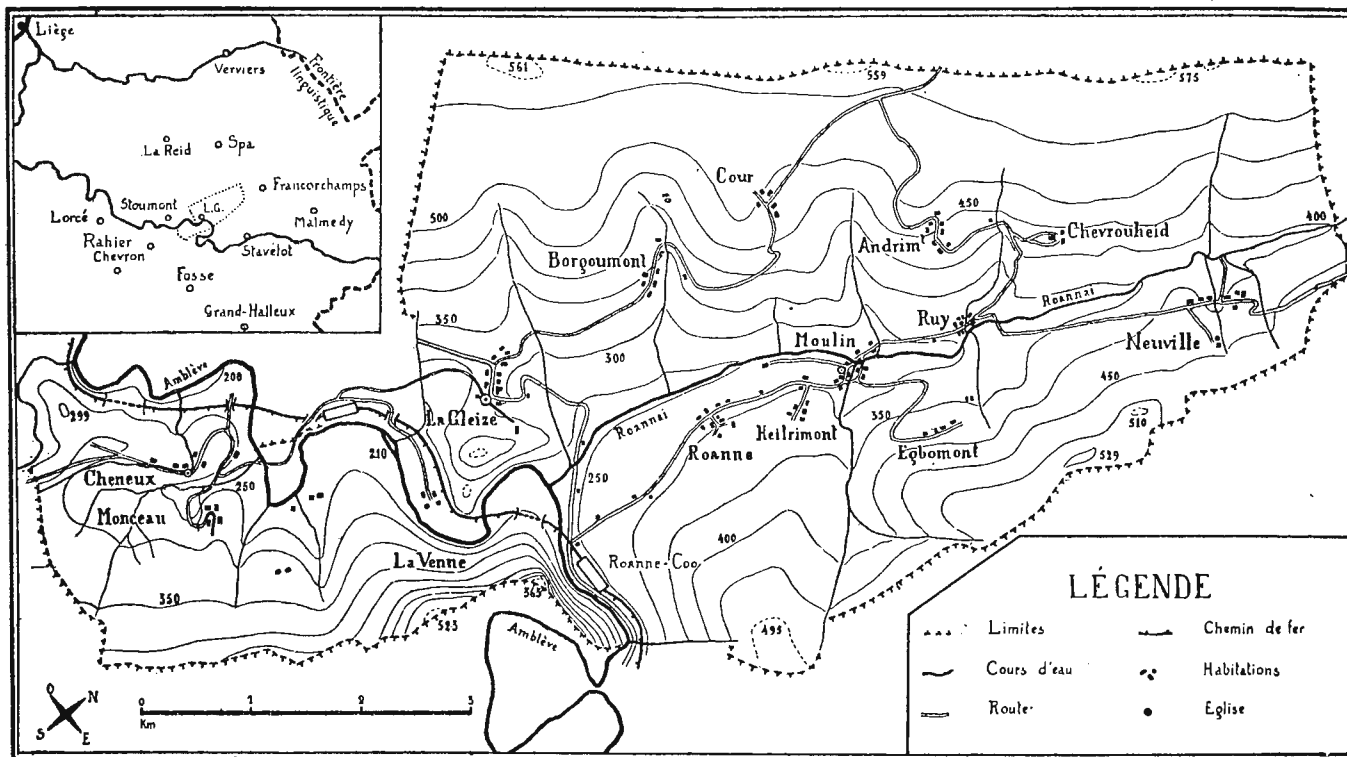 Liège
Verviers
Frontière
linguistique
La Reid
Spa
Francorchamps
Stoumont
L.G.
Lorcé
Malmedy
Rahier
Stavelot
Chevron
Fosse
Grand-Halleux
561
559
575
Cour
500
450
400
Andrim
Chevrouheid
Borgoumont
Roannai
350
Ruy
Neuville
Moulin
300
Amblève
200
299
La Gleize
Roannai
350
450
Heilrimont
Roanne
Egbomont
510
529
210
250
Cheneux
250
Monceau
400
La Venne
Roanne-Coo
350
565
523
495
Amblève
LÉGENDE
Limites
Chemin de fer
Cours d'eau
Habitations
Route
Eglise
O N
S E
0 1 2 3
Km